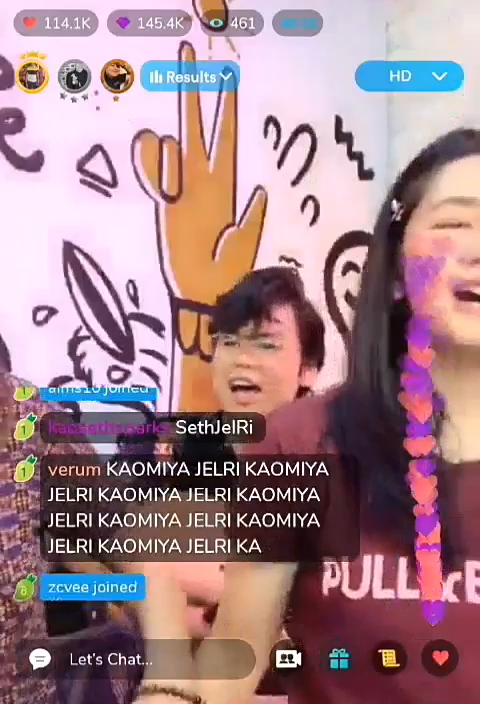 114.1K 145.4K 461
Results HD
e
aims10 joined
SethJelRi
verum KAOMIYA JELRI KAOMIYA
JELRI KAOMIYA JELRI KAOMIYA
JELRI KAOMIYA JELRI KAOMIYA
JELRI KAOMIYA JELRI KA
zcvee joined
PULL&B
Let's Chat...